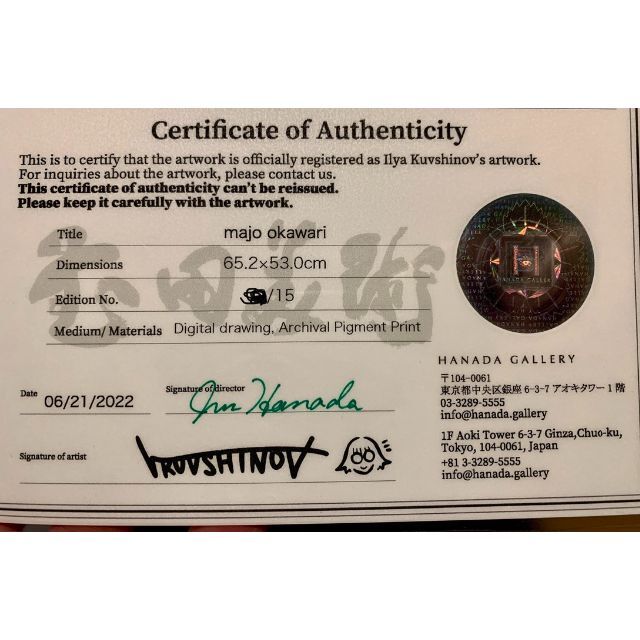 Certificate of Authenticity
This is to certify that the artwork is officially registered as Ilya Kuvshinov's artwork.
For inquiries about the artwork, please contact us.
This certificate of authenticity can't be reissued.
Please keep it carefully with the artwork.
Title majo okawari
Dimensions 65.2×53.0cm
Edition No. /15
Medium/ Materials Digital drawing, Archival Pigment Print
Date 06/21/2022
Signature of director Jun Hanada
Signature of artist KUVSHINOV
HANADA GALLERY
HANADA GALLERY
〒104-0061
東京都中央区銀座 6-3-7 アオキタワー 1 階
03-3289-5555
info@hanada.gallery
1F Aoki Tower 6-3-7 Ginza,Chuo-ku,
Tokyo, 104-0061, Japan
+81 3-3289-5555
info@hanada.gallery